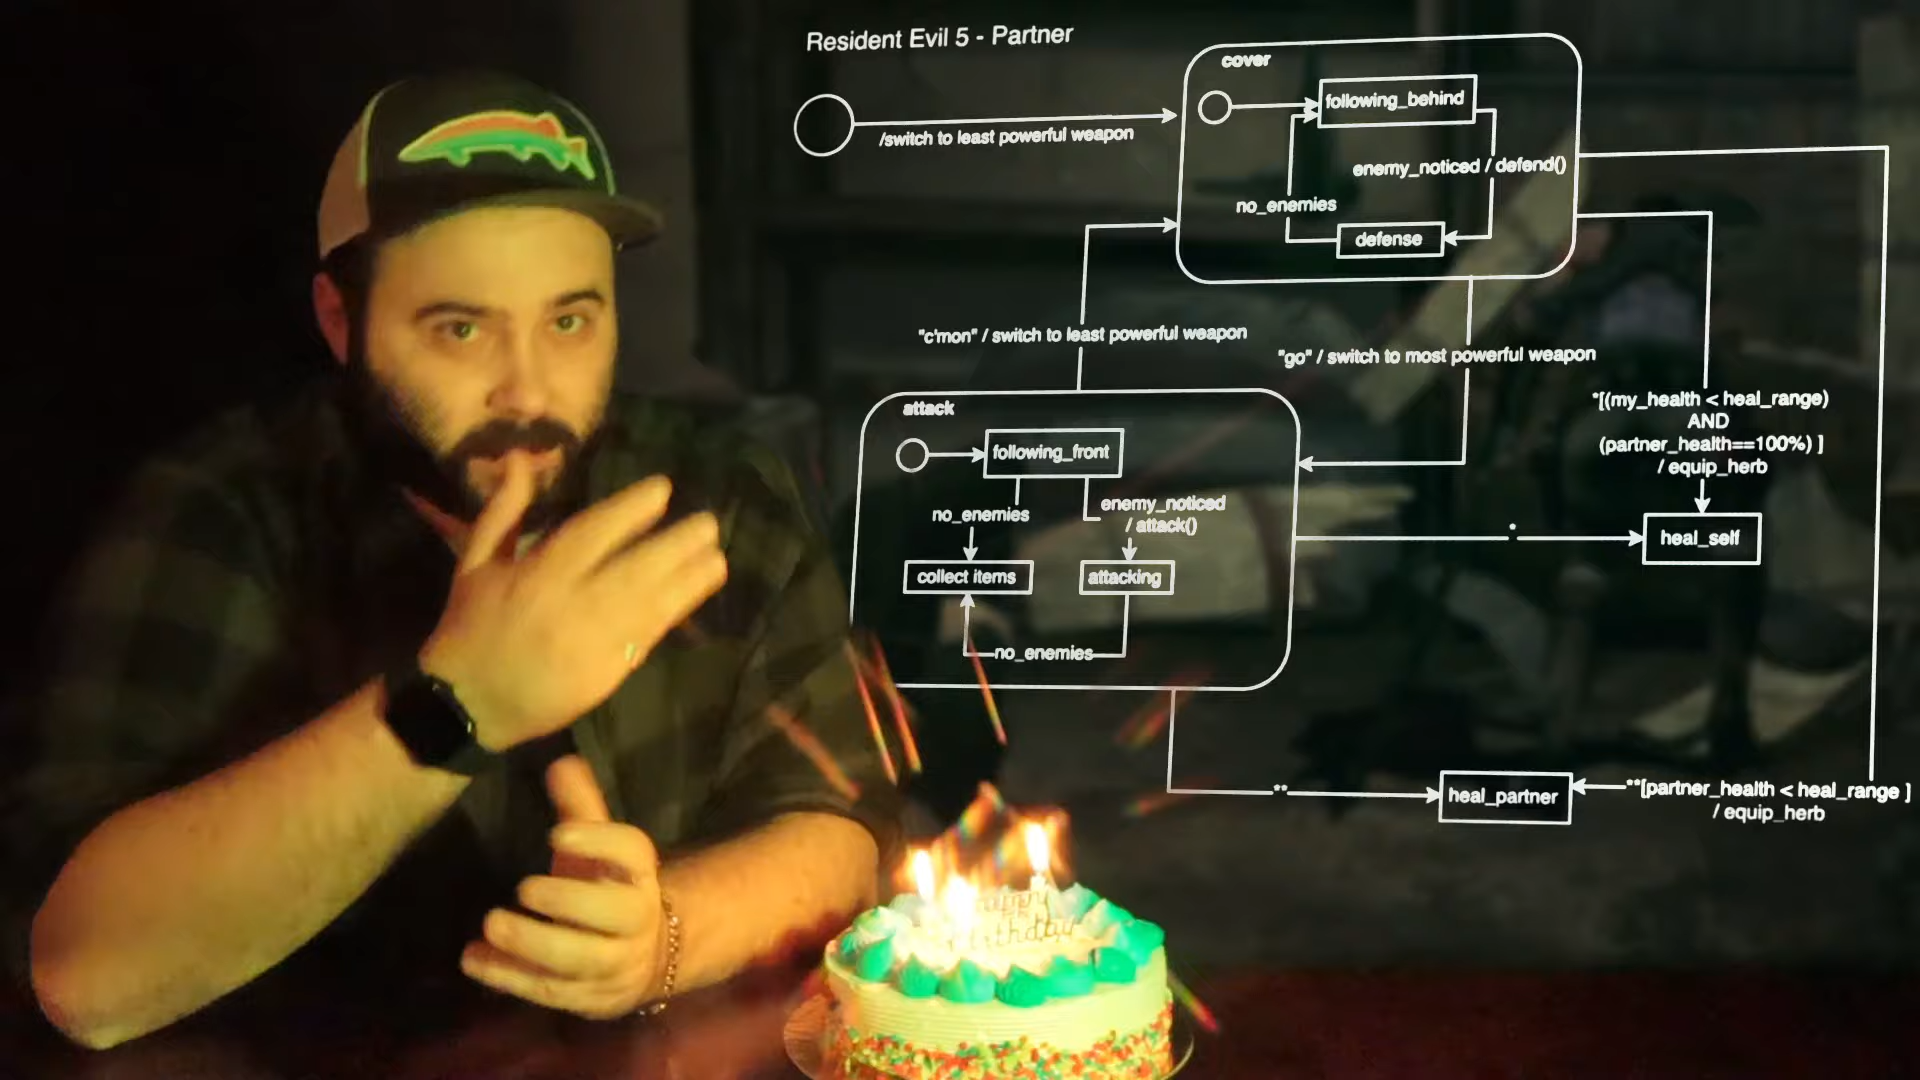 Resident Evil 5 - Partner
cover
following_behind
/switch to least powerful weapon
enemy_noticed / defend()
no_enemies
defense
"c'mon" / switch to least powerful weapon
"go" / switch to most powerful weapon
*[(my_health < heal_range)
AND
(partner_health==100%) ]
/ equip_herb
attack
following_front
enemy_noticed
/ attack()
no_enemies
*
heal_self
collect items
attacking
no_enemies
**
heal_partner
**[partner_health < heal_range ]
/ equip_herb
happy
birthday